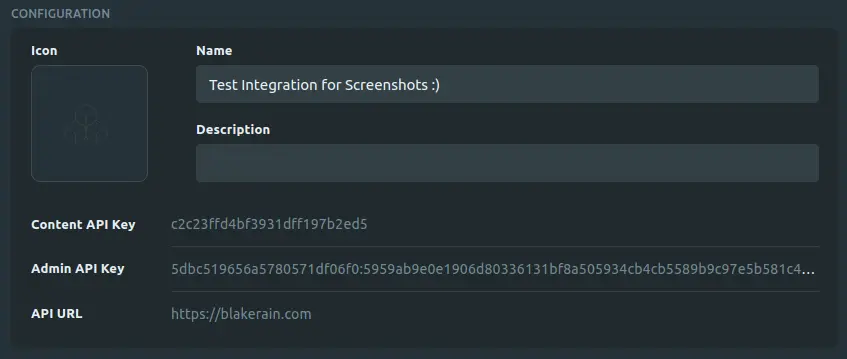 CONFIGURATION
Icon
Name
Test Integration for Screenshots :)
Description
Content API Key
c2c23ffd4bf3931dff197b2ed5
Admin API Key
5dbc519656a5780571df06f0:5959ab9e0e1906d80336131bf8a505934cb4cb5589b9c97e5b581c4...
API URL
https://blakerain.com